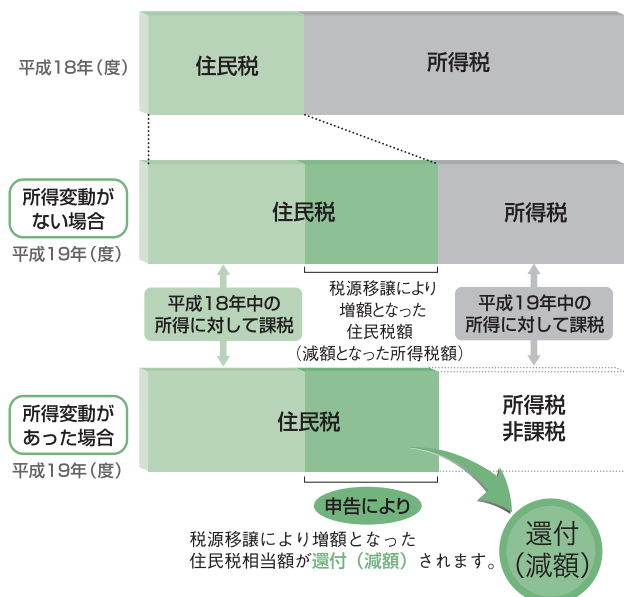 平成18年（度）
住民税
所得税
所得変動が
ない場合
平成19年（度）
住民税
所得税
平成18年中の
所得に対して課税
税源移譲により
増額となった
住民税額
（減額となった所得税額）
平成19年中の
所得に対して課税
所得変動が
あった場合
平成19年（度）
住民税
所得税
非課税
申告により
税源移譲により増額となった
住民税相当額が還付（減額）されます。
還付
（減額）